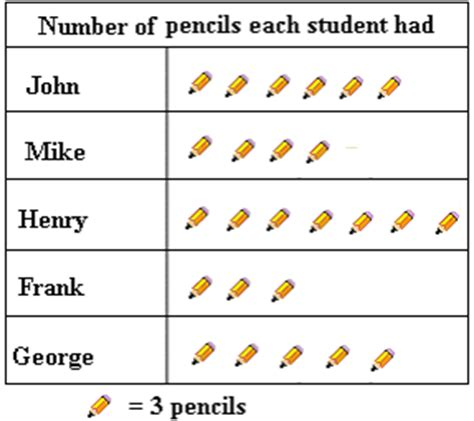 Number of pencils each student had
John
Mike
Henry
Frank
George
= 3 pencils